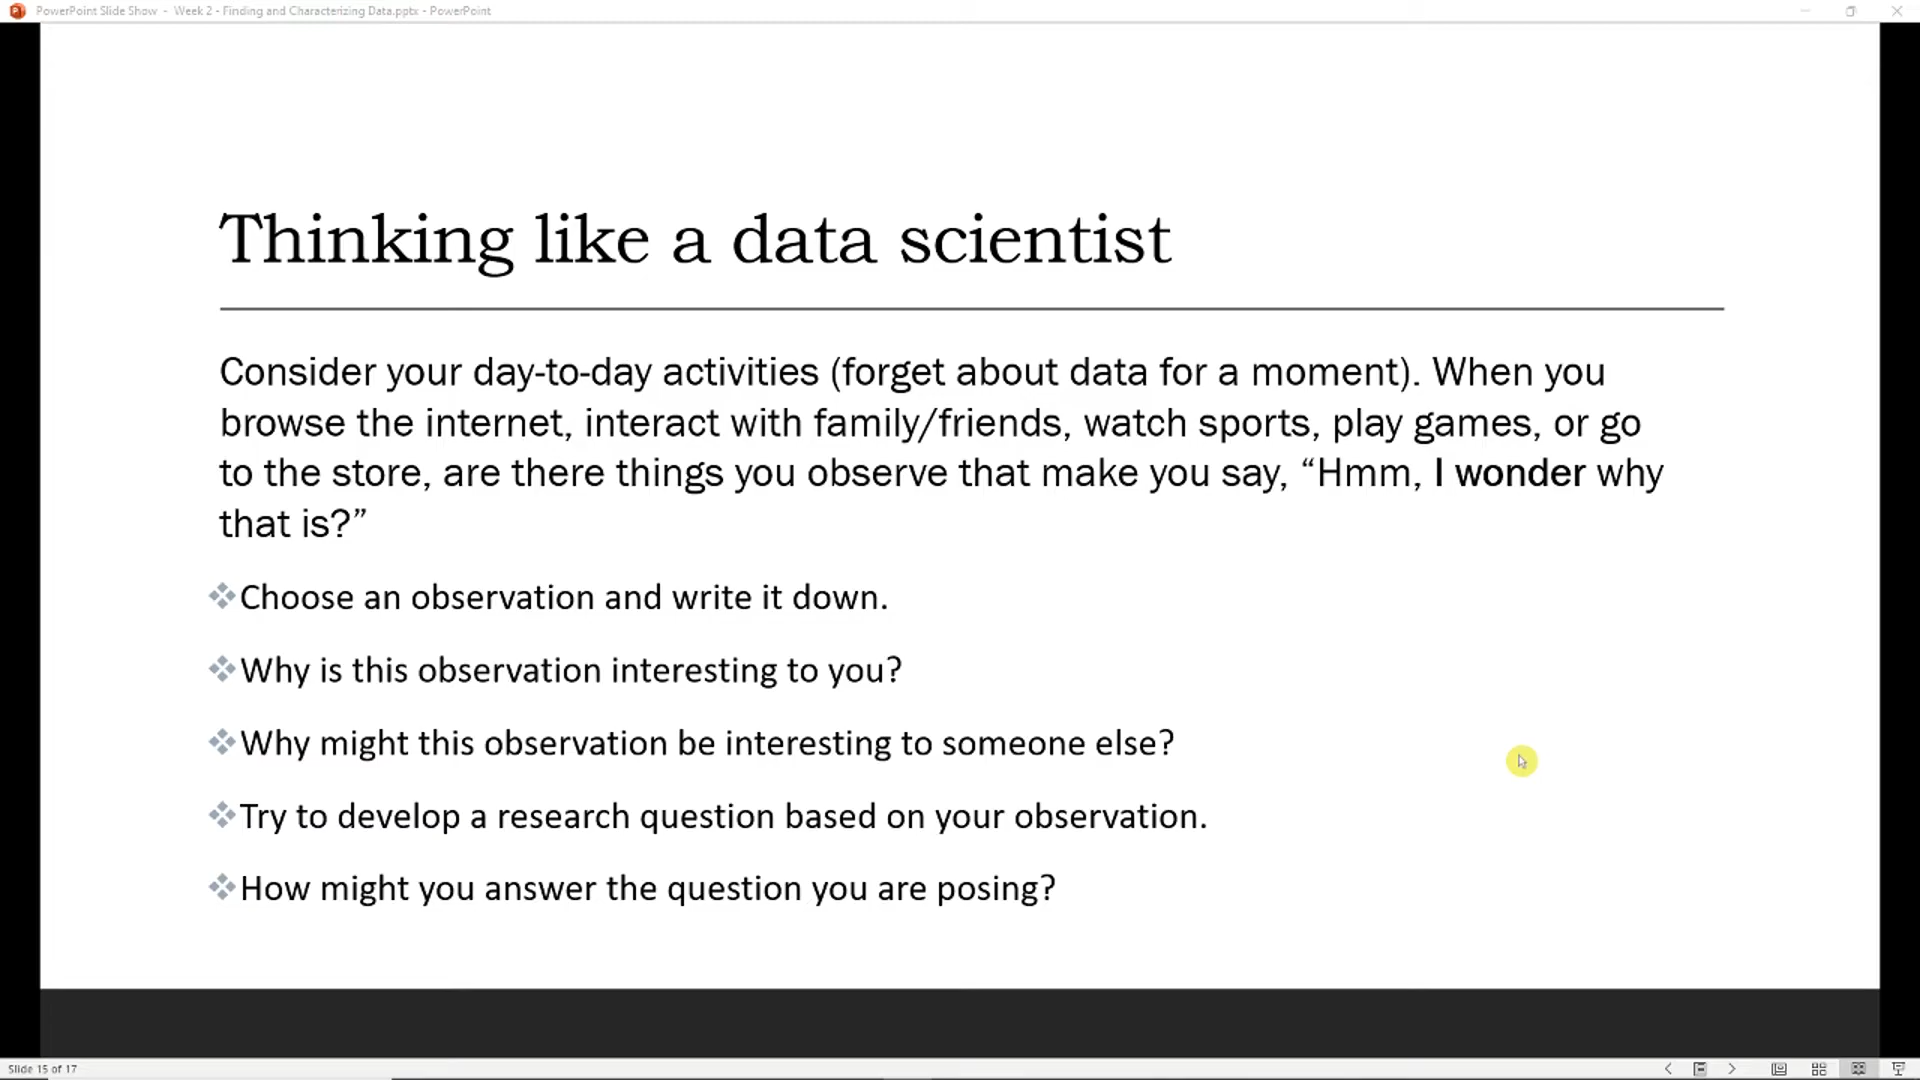 PowerPoint Slide Show - Week 2 - Finding and Characterizing Data.pptx - PowerPoint
Thinking like a data scientist
Consider your day-to-day activities (forget about data for a moment). When you
browse the internet, interact with family/friends, watch sports, play games, or go
to the store, are there things you observe that make you say, “Hmm, I wonder why
that is?”
Choose an observation and write it down.
Why is this observation interesting to you?
Why might this observation be interesting to someone else?
Try to develop a research question based on your observation.
How might you answer the question you are posing?
Slide 15 of 17